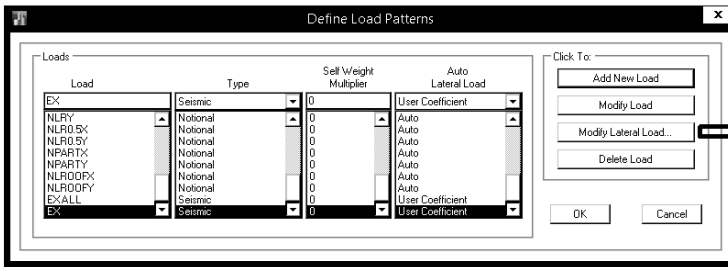 Define Load Patterns
x
Loads
Click To:
Load Type Self Weight Multiplier Auto Lateral Load
EX Seismic 0 User Coefficient
NLRY Notional 0 Auto
NLR0.5X Notional 0 Auto
NLR0.5Y Notional 0 Auto
NPARTX Notional 0 Auto
NPARTY Notional 0 Auto
NLROOFX Notional 0 Auto
NLROOFY Notional 0 Auto
EXALL Seismic 0 User Coefficient
EX Seismic 0 User Coefficient
Add New Load
Modify Load
Modify Lateral Load...
Delete Load
OK Cancel